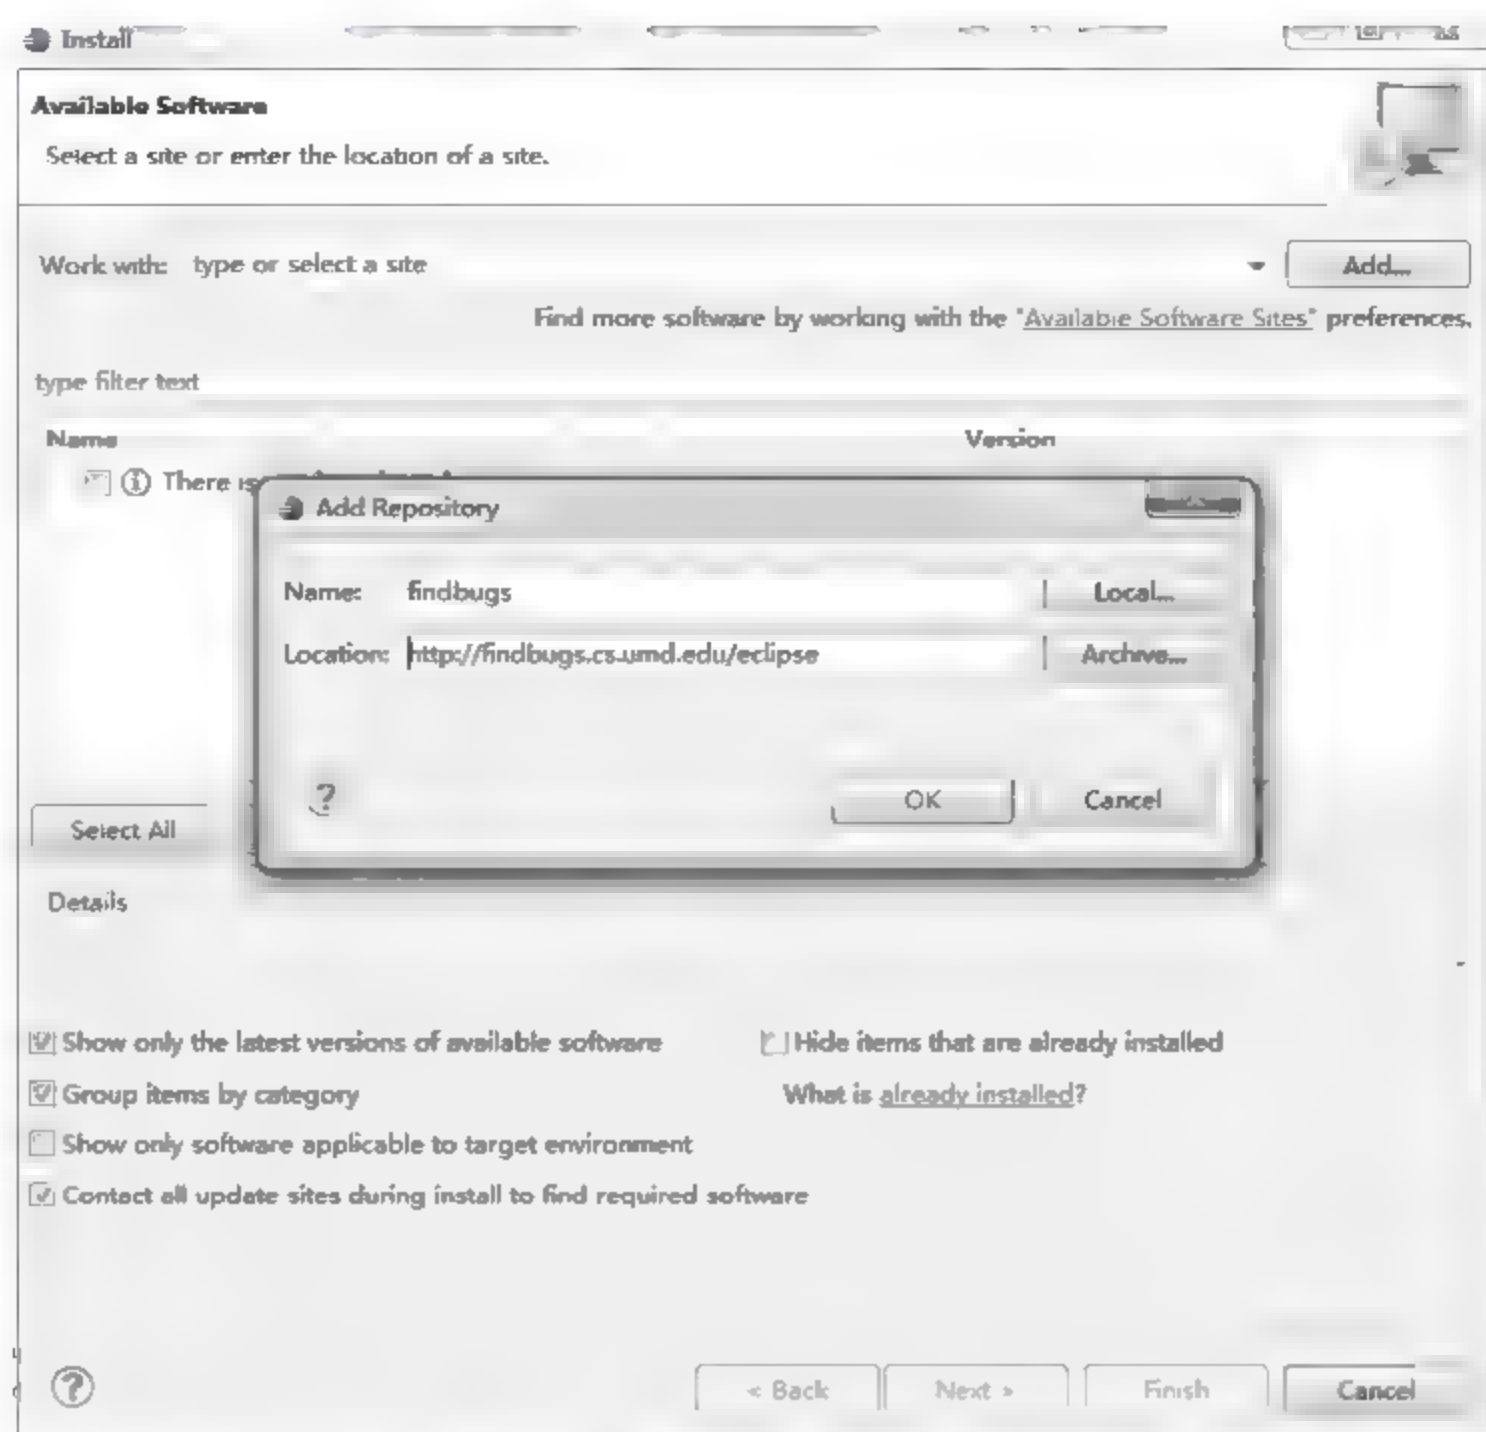 Install
Available Software
Select a site or enter the location of a site.
Work with: type or select a site Add...
Find more software by working with the "Available Software Sites" preferences.
type filter text
Name Version
There is
Add Repository
Name: findbugs Local...
Location: http://findbugs.cs.umd.edu/eclipse Archive...
? OK Cancel
Select All
Details
Show only the latest versions of available software Hide items that are already installed
Group items by category What is already installed?
Show only software applicable to target environment
Contact all update sites during install to find required software
? < Back Next > Finish Cancel